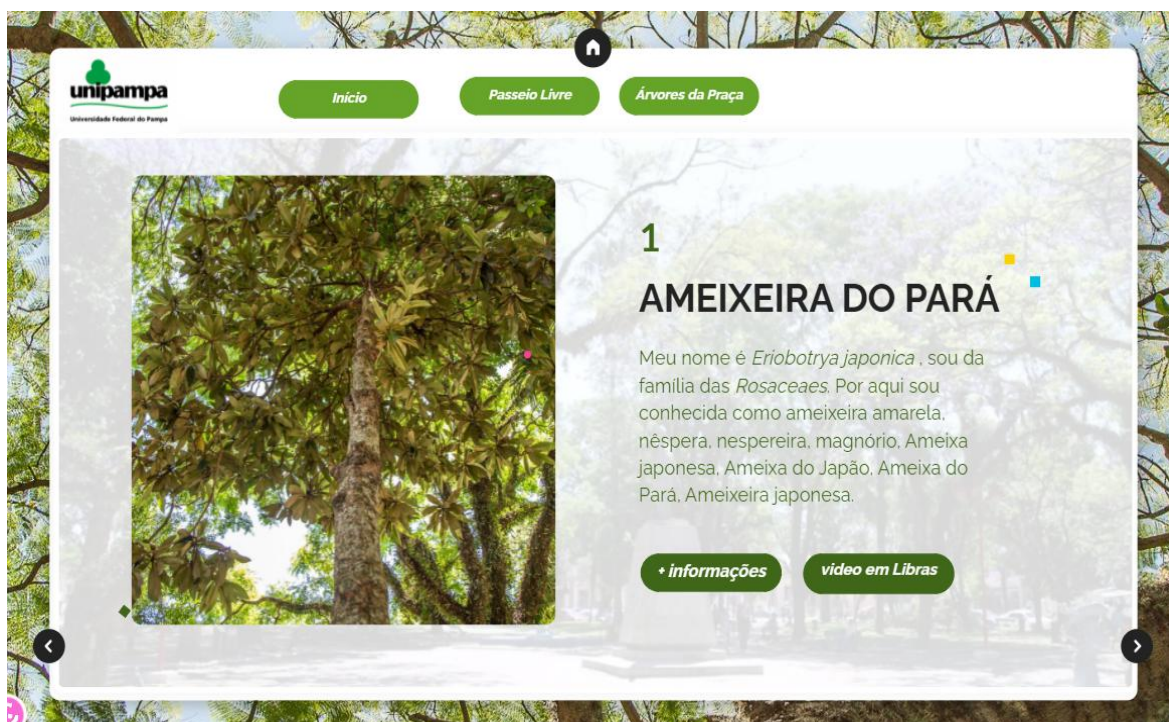 unipampa
Universidade Federal do Pampa
Início
Passeio Livre
Árvores da Praça
1
AMEIXEIRA DO PARÁ
Meu nome é Eriobotrya japonica , sou da
família das Rosaceaes. Por aqui sou
conhecida como ameixeira amarela,
nêspera, nespereira, magnório, Ameixa
japonesa, Ameixa do Japão, Ameixa do
Pará, Ameixeira japonesa.
+ informações
video em Libras